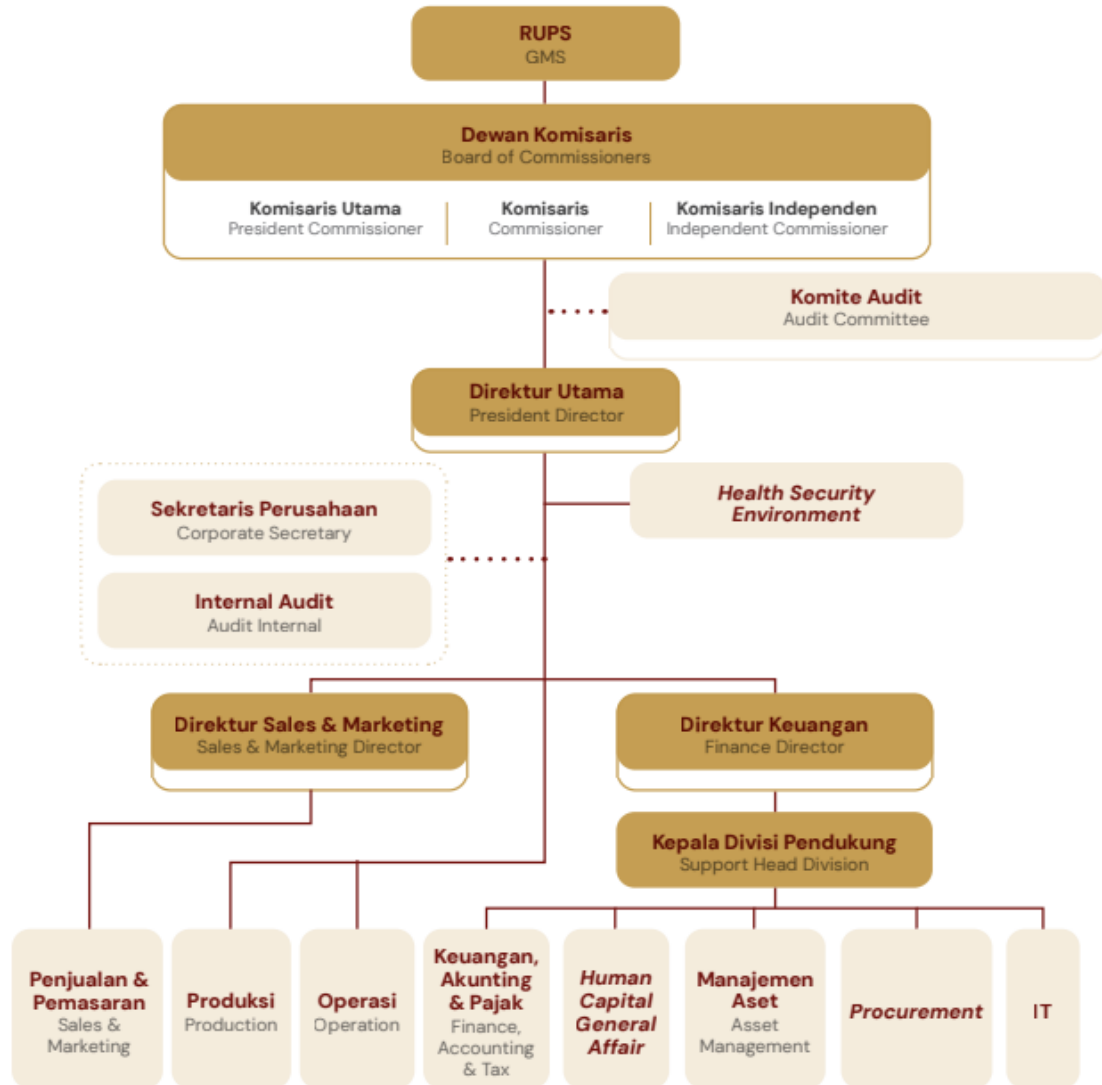 RUPS
GMS
Dewan Komisaris
Board of Commissioners
Komisaris Utama
President Commissioner
Komisaris
Commissioner
Komisaris Independen
Independent Commissioner
Komite Audit
Audit Committee
Direktur Utama
President Director
Health Security
Environment
Sekretaris Perusahaan
Corporate Secretary
Internal Audit
Audit Internal
Direktur Sales & Marketing
Sales & Marketing Director
Direktur Keuangan
Finance Director
Kepala Divisi Pendukung
Support Head Division
Penjualan &
Pemasaran
Sales &
Marketing
Produksi
Production
Operasi
Operation
Keuangan,
Akunting
& Pajak
Finance,
Accounting
& Tax
Human
Capital
General
Affair
Manajemen
Aset
Asset
Management
Procurement
IT